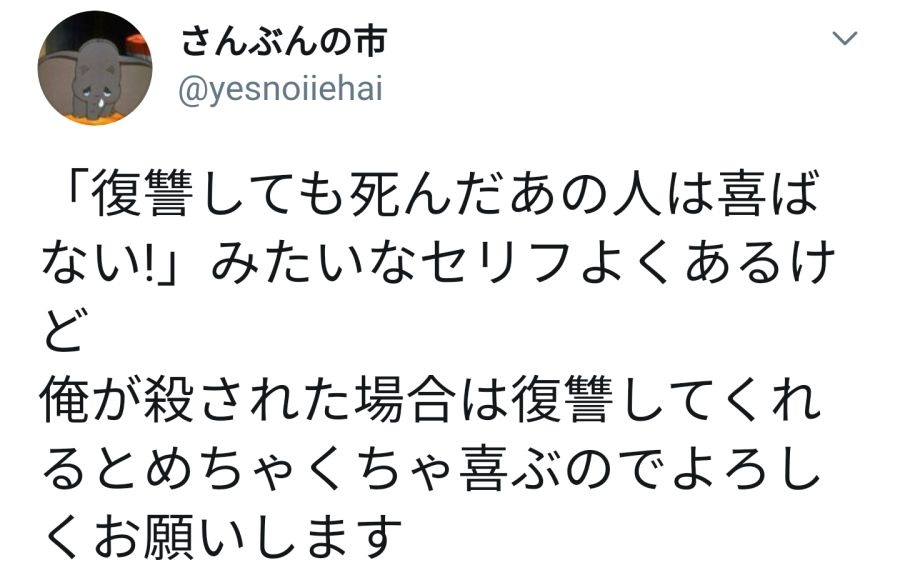 さんぶんの市
@yesnoiiehai
「復讐しても死んだあの人は喜ば
ない!」みたいなセリフよくあるけ
ど
俺が殺された場合は復讐してくれ
るとめちゃくちゃ喜ぶのでよろし
くお願いします